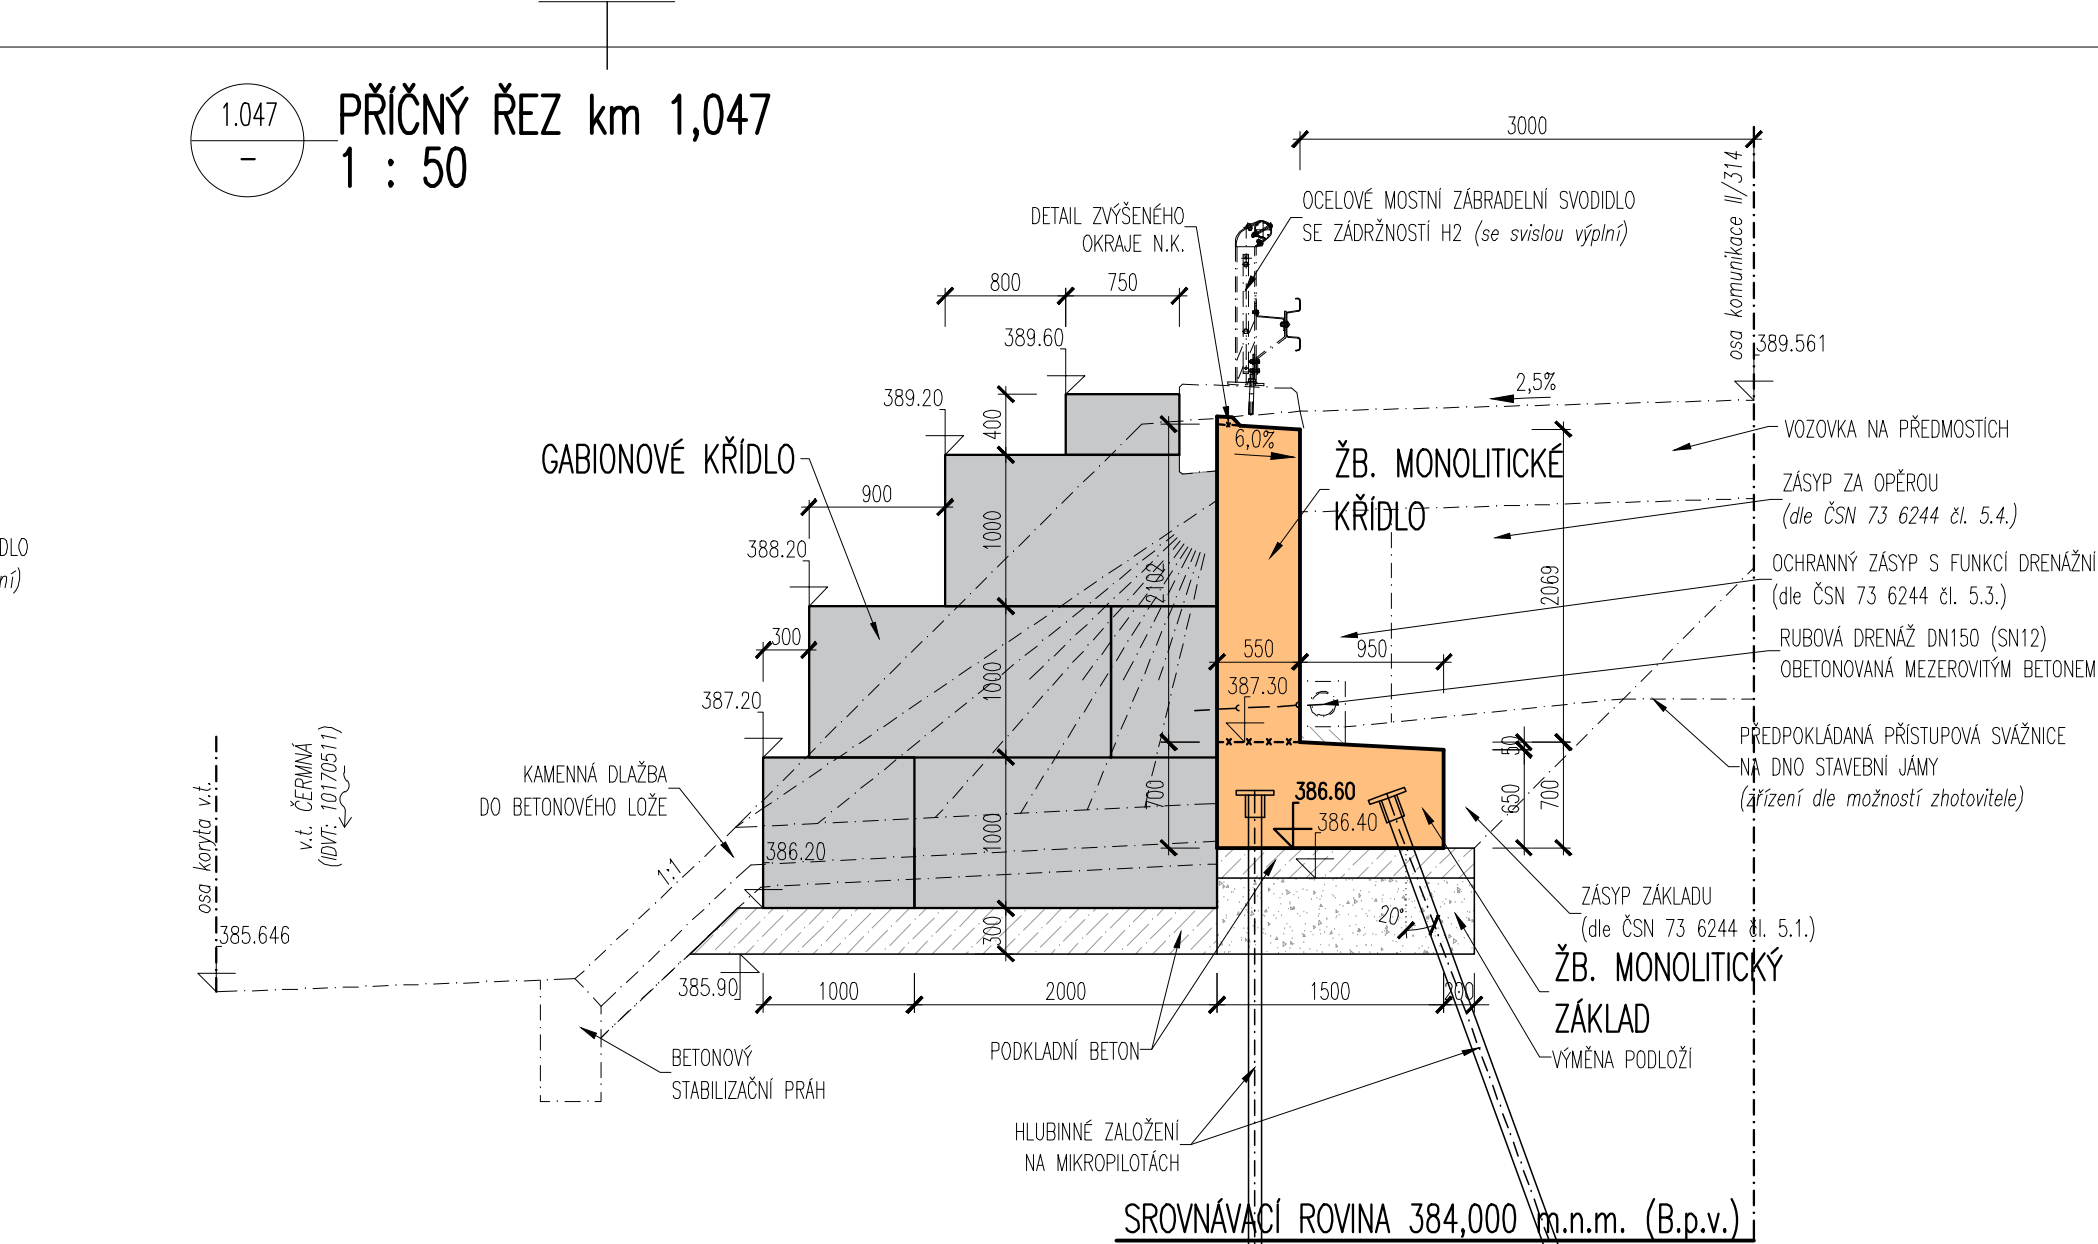 1.047
–
PŘÍČNÝ ŘEZ km 1,047
1 : 50
3000
osa komunikace II/314
OCELOVÉ MOSTNÍ ZÁBRADELNÍ SVODIDLO
SE ZÁDRŽNOSTÍ H2 (se svislou výplní)
DETAIL ZVÝŠENÉHO
OKRAJE N.K.
800
750
389.60
389.561
389.20
2,5%
400
6,0%
VOZOVKA NA PŘEDMOSTÍCH
GABIONOVÉ KŘÍDLO
ŽB. MONOLITICKÉ
KŘÍDLO
ZÁSYP ZA OPĚROU
(dle ČSN 73 6244 čl. 5.4.)
900
1000
388.20
DLO
ní)
2102
2069
OCHRANNÝ ZÁSYP S FUNKCÍ DRENÁŽNÍ
(dle ČSN 73 6244 čl. 5.3.)
300
550
950
RUBOVÁ DRENÁŽ DN150 (SN12)
OBETONOVANÁ MEZEROVITÝM BETONEM
1000
387.30
387.20
PŘEDPOKLÁDANÁ PŘÍSTUPOVÁ SVÁŽNICE
NA DNO STAVEBNÍ JÁMY
(zřízení dle možností zhotovitele)
50
650
700
700
v.t. ČERMNÁ
(IDVT: 10170511)
osa koryta v.t.
KAMENNÁ DLAŽBA
DO BETONOVÉHO LOŽE
386.60
386.40
1000
386.20
1:1
ZÁSYP ZÁKLADU
(dle ČSN 73 6244 čl. 5.1.)
20°
385.646
300
ŽB. MONOLITICKÝ
ZÁKLAD
385.90
1000
2000
1500
200
PODKLADNÍ BETON
VÝMĚNA PODLOŽÍ
BETONOVÝ
STABILIZAČNÍ PRÁH
HLUBINNÉ ZALOŽENÍ
NA MIKROPILOTÁCH
SROVNÁVACÍ ROVINA 384,000 m.n.m. (B.p.v.)